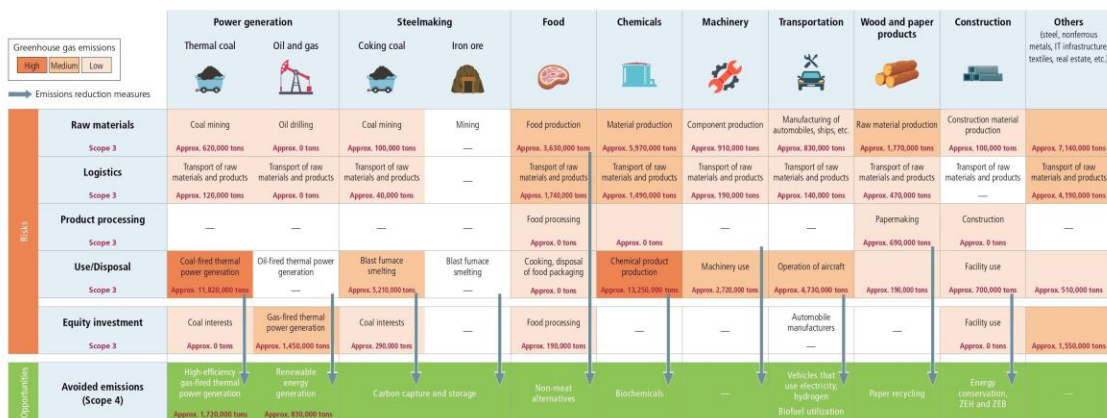 Greenhouse gas emissions
High Medium Low
Emissions reduction measures
Power generation
Steelmaking
Food
Chemicals
Machinery
Transportation
Wood and paper
products
Construction
Others
(steel, nonferrous
metals, IT infrastructure,
textiles, real estate, etc.)
Thermal coal
Oil and gas
Coking coal
Iron ore
Risks
Raw materials
Scope 3
Coal mining
Approx. 620,000 tons
Oil drilling
Approx. 0 tons
Coal mining
Approx. 100,000 tons
Mining
—
Food production
Approx. 3,630,000 tons
Material production
Approx. 5,970,000 tons
Component production
Approx. 910,000 tons
Manufacturing of
automobiles, ships, etc.
Approx. 830,000 tons
Raw material production
Approx. 1,770,000 tons
Construction material
production
Approx. 100,000 tons
Approx. 7,140,000 tons
Logistics
Scope 3
Transport of raw
materials and products
Approx. 120,000 tons
Transport of raw
materials and products
Approx. 0 tons
Transport of raw
materials and products
Approx. 40,000 tons
—
Transport of raw
materials and products
Approx. 1,740,000 tons
Transport of raw
materials and products
Approx. 1,490,000 tons
Transport of raw
materials and products
Approx. 190,000 tons
Transport of raw
materials and products
Approx. 140,000 tons
Transport of raw
materials and products
Approx. 470,000 tons
Transport of raw
materials and products
—
Transport of raw
materials and products
Approx. 4,190,000 tons
Product processing
Scope 3
—
—
—
—
Food processing
Approx. 0 tons
Approx. 0 tons
—
—
Papermaking
Approx. 690,000 tons
Construction
Approx. 0 tons
—
Use/Disposal
Scope 3
Coal-fired thermal
power generation
Approx. 11,820,000 tons
Oil-fired thermal power
generation
—
Blast furnace
smelting
Approx. 5,210,000 tons
Blast furnace
smelting
—
Cooking, disposal
of food packaging
Approx. 0 tons
Chemical product
production
Approx. 13,250,000 tons
Machinery use
Approx. 2,720,000 tons
Operation of aircraft
Approx. 4,730,000 tons
Approx. 190,000 tons
Facility use
Approx. 700,000 tons
Approx. 510,000 tons
Equity investment
Scope 3
Coal interests
Approx. 0 tons
Gas-fired thermal
power generation
Approx. 1,450,000 tons
Coal interests
Approx. 290,000 tons
—
Food processing
Approx. 190,000 tons
—
—
Automobile
manufacturers
—
—
Facility use
Approx. 0 tons
Approx. 1,550,000 tons
Opportunities
Avoided emissions
(Scope 4)
High-efficiency
gas-fired thermal
power generation
Approx. 1,720,000 tons
Renewable
energy
generation
Approx. 830,000 tons
Carbon capture and storage
Non-meat
alternatives
Biochemicals
—
Vehicles that
use electricity,
hydrogen
Biofuel utilization
Paper recycling
Energy
conservation,
ZEH and ZEB
—